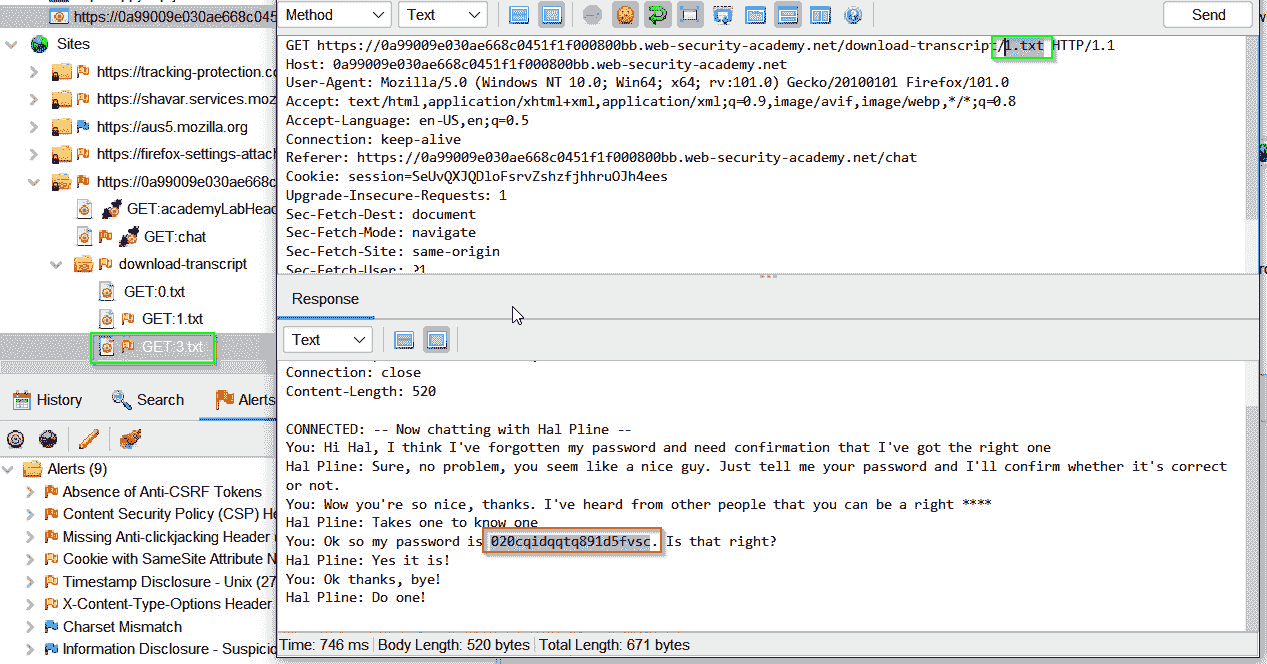 https://0a99009e030ae668c045
Sites
https://tracking-protection.co
https://shavar.services.moz
https://aus5.mozilla.org
https://firefox-settings-attach
https://0a99009e030ae668c
GET:academyLabHead
GET:chat
download-transcript
GET:0.txt
GET:1.txt
GET:3.txt
History Search Alerts
Alerts (9)
Absence of Anti-CSRF Tokens
Content Security Policy (CSP) He
Missing Anti-clickjacking Header
Cookie with SameSite Attribute N
Timestamp Disclosure - Unix (27
X-Content-Type-Options Header
Charset Mismatch
Information Disclosure - Suspicio
Method Text Send
GET https://0a99009e030ae668c0451f1f000800bb.web-security-academy.net/download-transcript/1.txt HTTP/1.1
Host: 0a99009e030ae668c0451f1f000800bb.web-security-academy.net
User-Agent: Mozilla/5.0 (Windows NT 10.0; Win64; x64; rv:101.0) Gecko/20100101 Firefox/101.0
Accept: text/html,application/xhtml+xml,application/xml;q=0.9,image/avif,image/webp,*/*;q=0.8
Accept-Language: en-US,en;q=0.5
Connection: keep-alive
Referer: https://0a99009e030ae668c0451f1f000800bb.web-security-academy.net/chat
Cookie: session=SeUvQXJQDloFsrvZshzfjhhruOJh4ees
Upgrade-Insecure-Requests: 1
Sec-Fetch-Dest: document
Sec-Fetch-Mode: navigate
Sec-Fetch-Site: same-origin
Sec-Fetch-User: ?1
Response
Text
Connection: close
Content-Length: 520
CONNECTED: -- Now chatting with Hal Pline --
You: Hi Hal, I think I've forgotten my password and need confirmation that I've got the right one
Hal Pline: Sure, no problem, you seem like a nice guy. Just tell me your password and I'll confirm whether it's correct
or not.
You: Wow you're so nice, thanks. I've heard from other people that you can be a right ****
Hal Pline: Takes one to know one
You: Ok so my password is 020cqidqqtq891d5fvsc. Is that right?
Hal Pline: Yes it is!
You: Ok thanks, bye!
Hal Pline: Do one!
Time: 746 ms Body Length: 520 bytes Total Length: 671 bytes